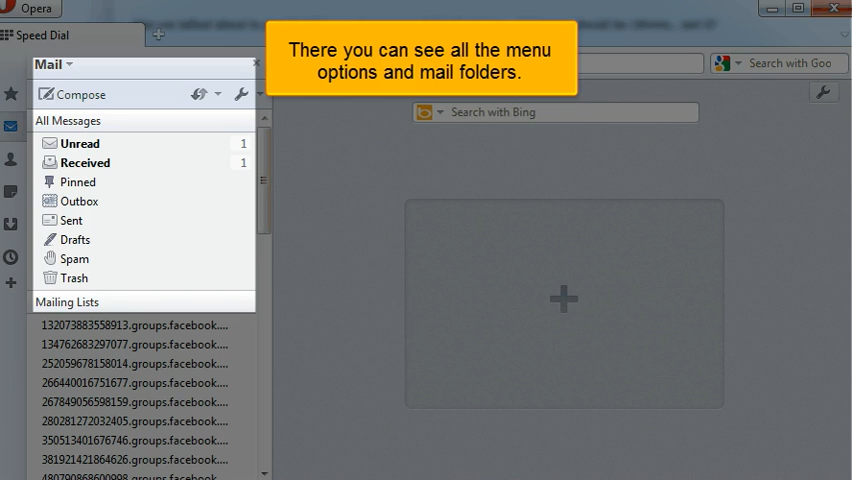 Opera
Speed Dial
There you can see all the menu
options and mail folders.
Search with Goo
Mail
Compose
Search with Bing
All Messages
Unread 1
Received 1
Pinned
Outbox
Sent
Drafts
Spam
Trash
Mailing Lists
132073883558913.groups.facebook....
134762683297077.groups.facebook....
252059678158014.groups.facebook....
266440016751677.groups.facebook....
267849056598159.groups.facebook....
280281272032405.groups.facebook....
350513401676746.groups.facebook....
381921421864626.groups.facebook....